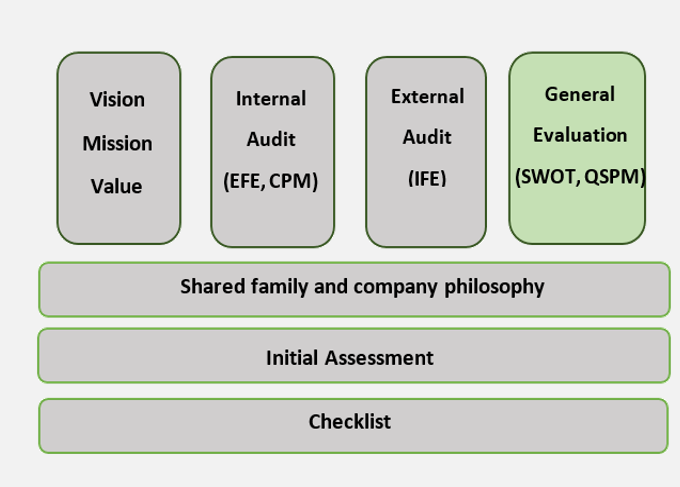 Vision
Mission
Value
Internal
Audit
(EFE, CPM)
External
Audit
(IFE)
General
Evaluation
(SWOT, QSPM)
Shared family and company philosophy
Initial Assessment
Checklist